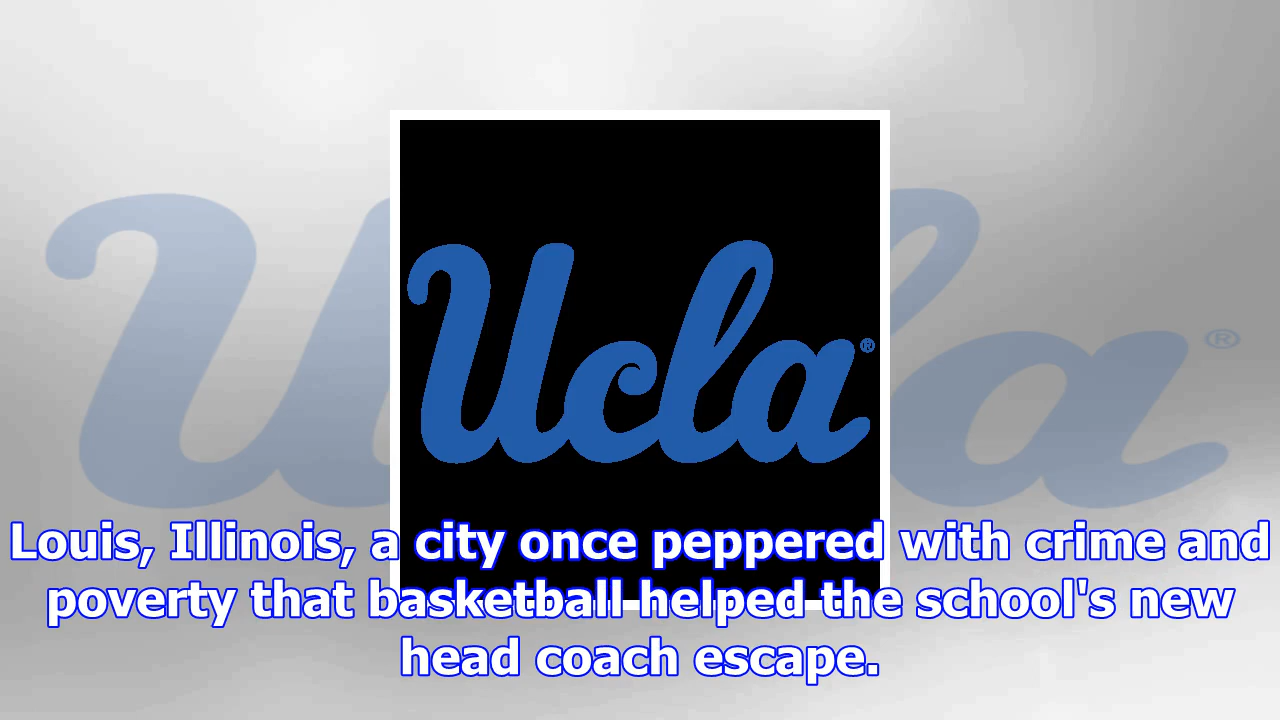 Ucla®
Louis, Illinois, a city once peppered with crime and
poverty that basketball helped the school's new
head coach escape.